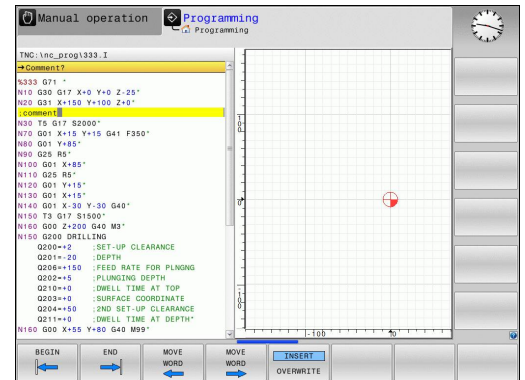 Manual operation
Programming
Programming
TNC:\nc_prog\333.I
→Comment?
%333 G71 *
N10 G30 G17 X+0 Y+0 Z-25*
N20 G31 X+150 Y+100 Z+0*
;comment
N30 T5 G17 S2000*
N70 G01 X+15 Y+15 G41 F350*
N80 G01 Y+85*
N90 G25 R5*
N100 G01 X+85*
N110 G25 R5*
N120 G01 Y+15*
N130 G01 X+15*
N140 G01 X-30 Y-30 G40*
N150 T3 G17 S1500*
N160 G00 Z+200 G40 M3*
N150 G200 DRILLING
Q200=+2 ;SET-UP CLEARANCE
Q201=-20 ;DEPTH
Q206=+150 ;FEED RATE FOR PLNGNG
Q202=+5 ;PLUNGING DEPTH
Q210=+0 ;DWELL TIME AT TOP
Q203=+0 ;SURFACE COORDINATE
Q204=+50 ;2ND SET-UP CLEARANCE
Q211=+0 ;DWELL TIME AT DEPTH*
N160 G00 X+55 Y+80 G40 M99*
100
0
-100
-100
0
BEGIN
END
MOVE WORD
MOVE WORD
INSERT
OVERWRITE